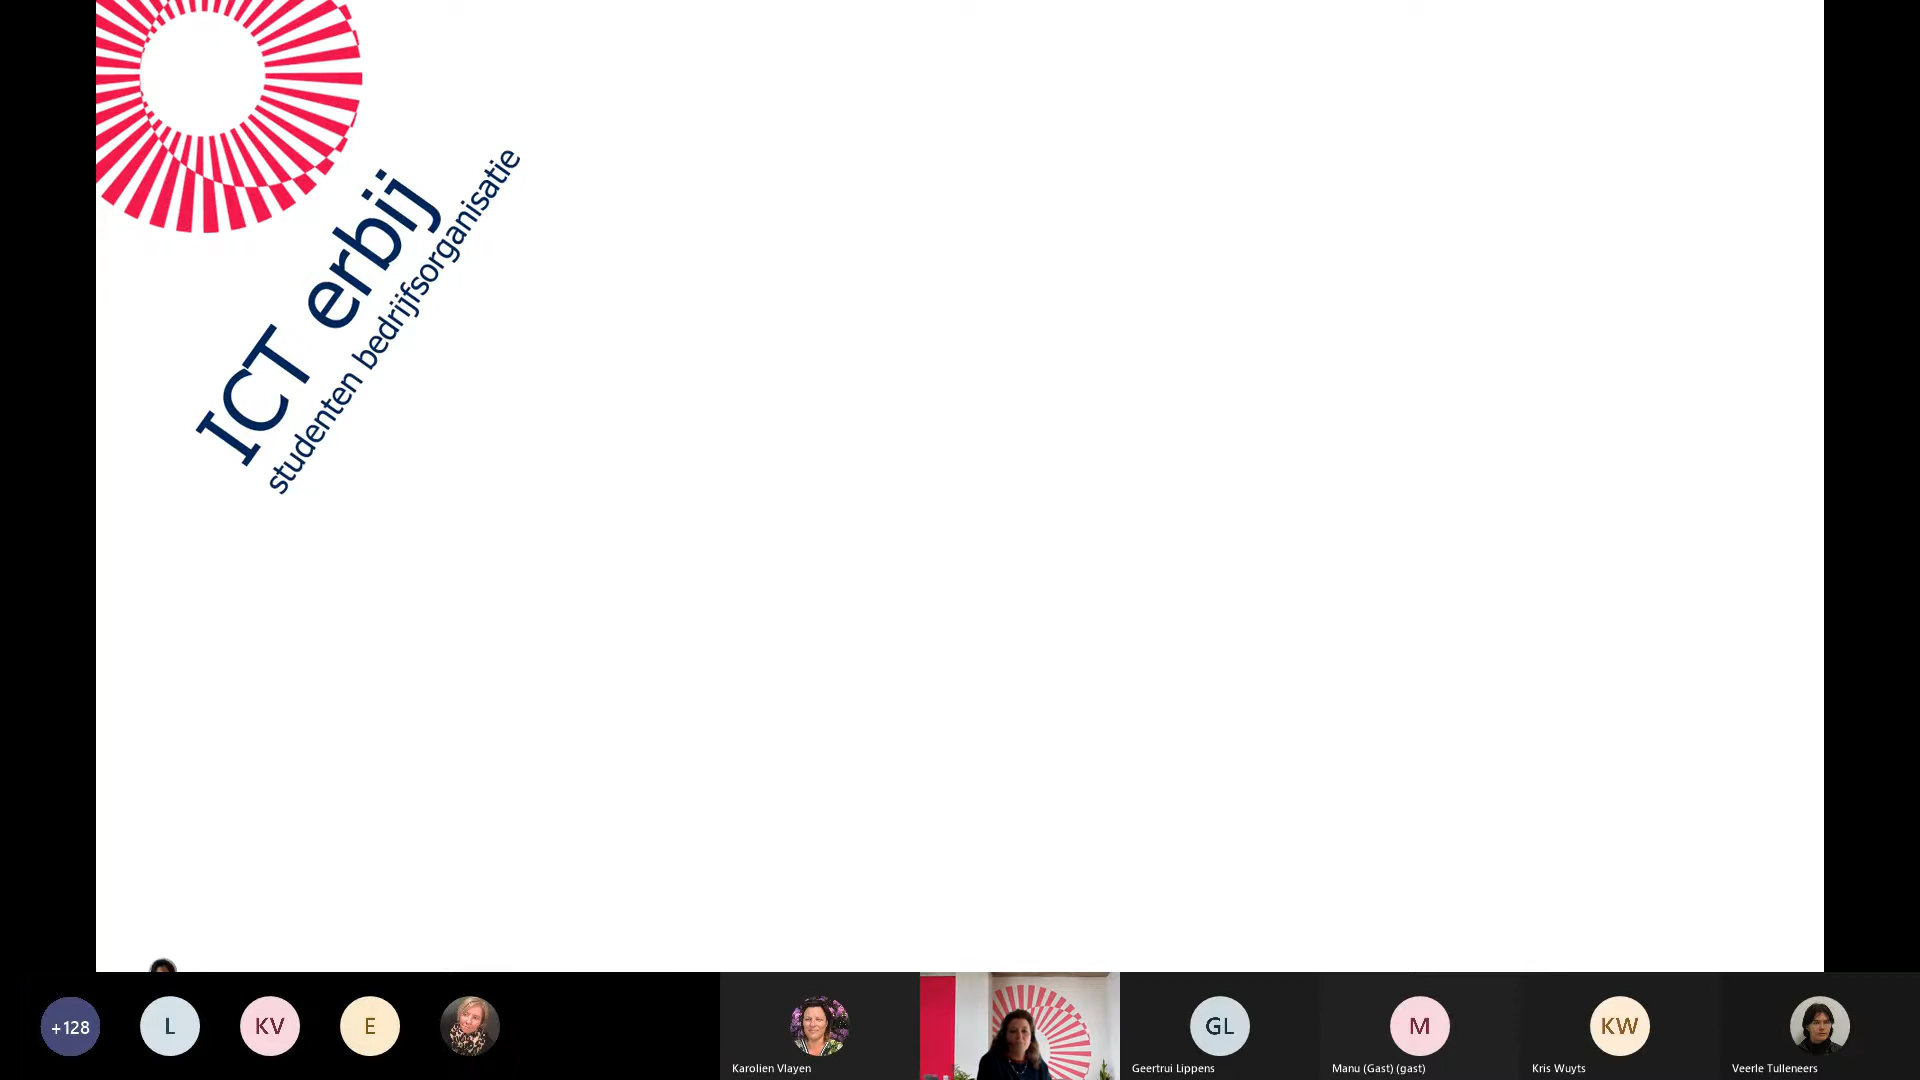 ICT erbij
studenten bedrijfsorganisatie
+128
L
KV
E
Karolien Vlayen
GL
Geertrui Lippens
M
Manu (Gast) (gast)
KW
Kris Wuyts
Veerle Tulleneers